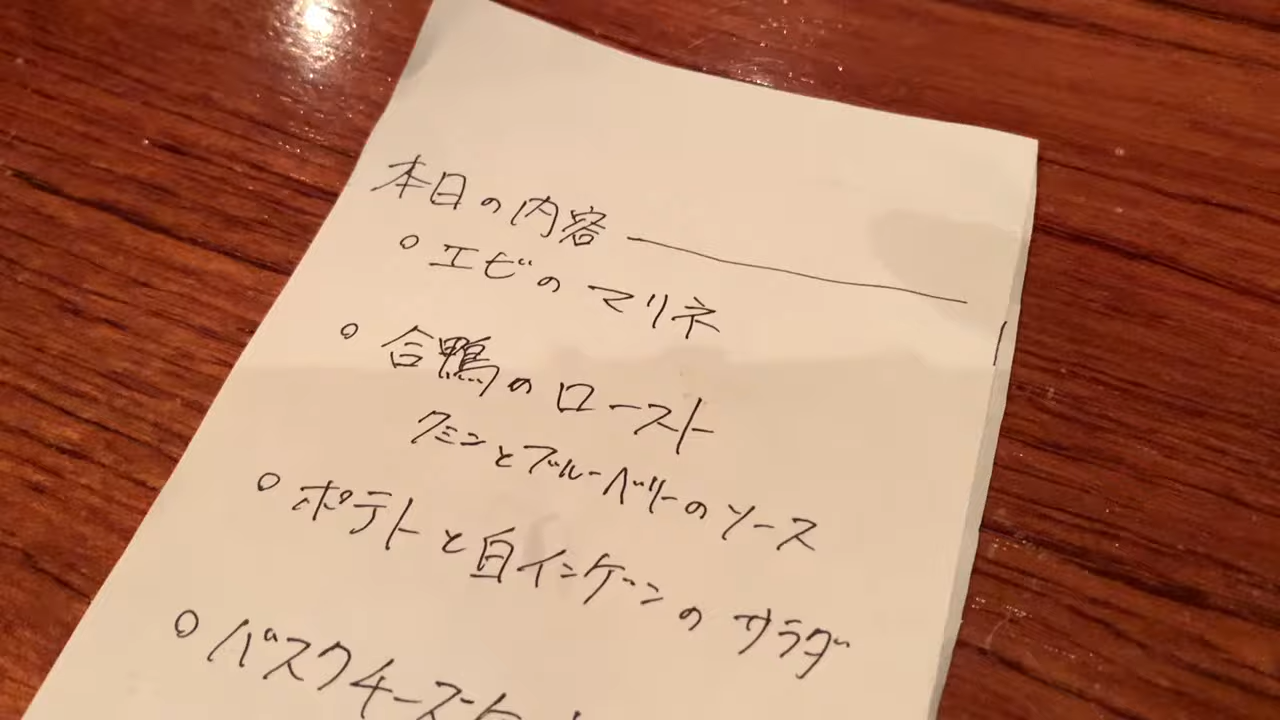 本日の内容
○ エビのマリネ
○ 合鴨のロースト
クミンとブルーベリーのソース
○ ポテトと白インゲンのサラダ
○ バスクチーズ